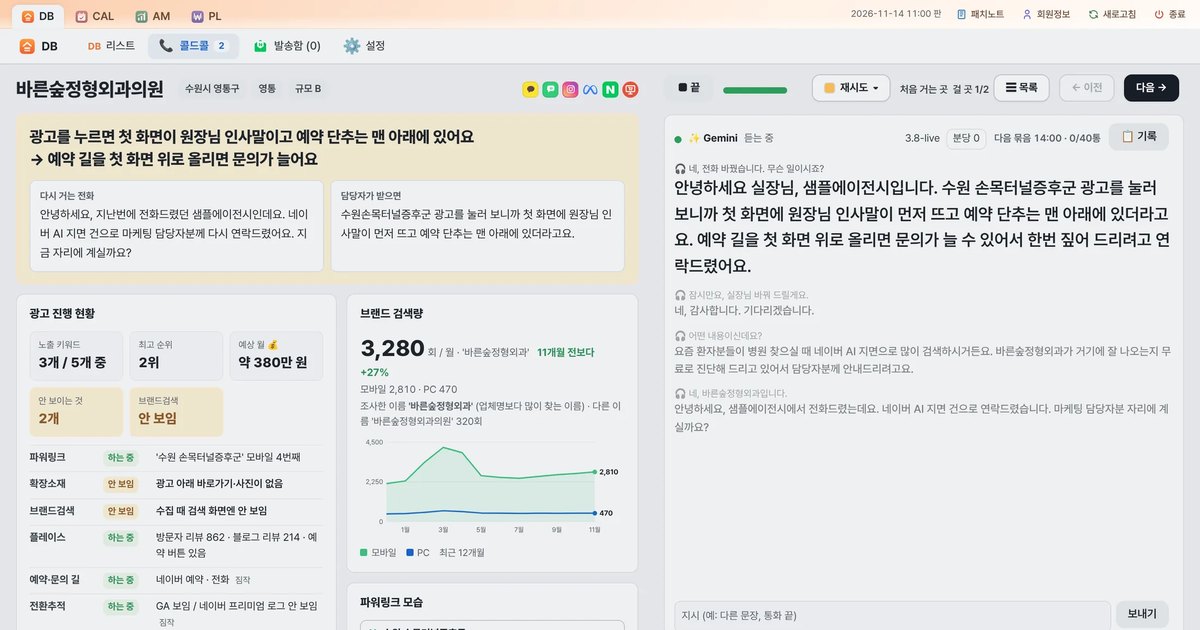 DB
CAL
AM
PL
2026-11-14 11:00 판
패치노트
회원정보
새로고침
종료
DB
DB 리스트
콜드콜 2
발송함 (0)
설정
바른숲정형외과의원
수원시 영통구
영통
규모 B
끝
재시도
처음 거는 곳 걸 곳 1/2
목록
← 이전
다음 →
광고를 누르면 첫 화면이 원장님 인사말이고 예약 단추는 맨 아래에 있어요
→ 예약 길을 첫 화면 위로 올리면 문의가 늘어요
다시 거는 전화
안녕하세요, 지난번에 전화드렸던 샘플에이전시인데요. 네이
버 AI 지면 건으로 마케팅 담당자분께 다시 연락드렸어요. 지
금 자리에 계실까요?
담당자가 받으면
수원손목터널증후군 광고를 눌러 보니까 첫 화면에 원장님 인
사말이 먼저 뜨고 예약 단추는 맨 아래에 있더라고요.
광고 진행 현황
노출 키워드
3개 / 5개 중
최고 순위
2위
예상 월
약 380만 원
안 보이는 것
2개
브랜드검색
안 보임
파워링크 하는 중 '수원 손목터널증후군' 모바일 4번째
확장소재 안 보임 광고 아래 바로가기·사진이 없음
브랜드검색 안 보임 수집 때 검색 화면엔 안 보임
플레이스 하는 중 방문자 리뷰 862 · 블로그 리뷰 214 · 예
약 버튼 있음
예약·문의 길 하는 중 네이버 예약 · 전화 짐작
전환추적 하는 중 GA 보임 / 네이버 프리미엄 로그 안 보임
짐작
브랜드 검색량
3,280 회 / 월 · '바른숲정형외과' 11개월 전보다
+27%
모바일 2,810 · PC 470
조사한 이름 '바른숲정형외과' (업체명보다 많이 찾는 이름) · 다른 이
름 '바른숲정형외과의원' 320회
4,500
2,250
0
2,810
470
1월 3월 5월 7월 9월 11월
모바일 PC 최근 12개월
파워링크 모습
Gemini 듣는 중
3.8-live
분당 0
다음 묶음 14:00 · 0/40통
기록
네, 전화 바꿨습니다. 무슨 일이시죠?
안녕하세요 실장님, 샘플에이전시입니다. 수원 손목터널증후군 광고를 눌러
보니까 첫 화면에 원장님 인사말이 먼저 뜨고 예약 단추는 맨 아래에 있더라고
요. 예약 길을 첫 화면 위로 올리면 문의가 늘 수 있어서 한번 짚어 드리려고 연
락드렸어요.
잠시만요, 실장님 바꿔 드릴게요.
네, 감사합니다. 기다리겠습니다.
어떤 내용이신데요?
요즘 환자분들이 병원 찾으실 때 네이버 AI 지면으로 많이 검색하시거든요. 바른숲정형외과가 거기에 잘 나오는지 무
료로 진단해 드리고 있어서 담당자분께 안내드리려고요.
네, 바른숲정형외과입니다.
안녕하세요, 샘플에이전시에서 전화드렸는데요. 네이버 AI 지면 건으로 연락드렸습니다. 마케팅 담당자분 자리에 계
실까요?
지시 (예: 다른 문장, 통화 끝)
보내기